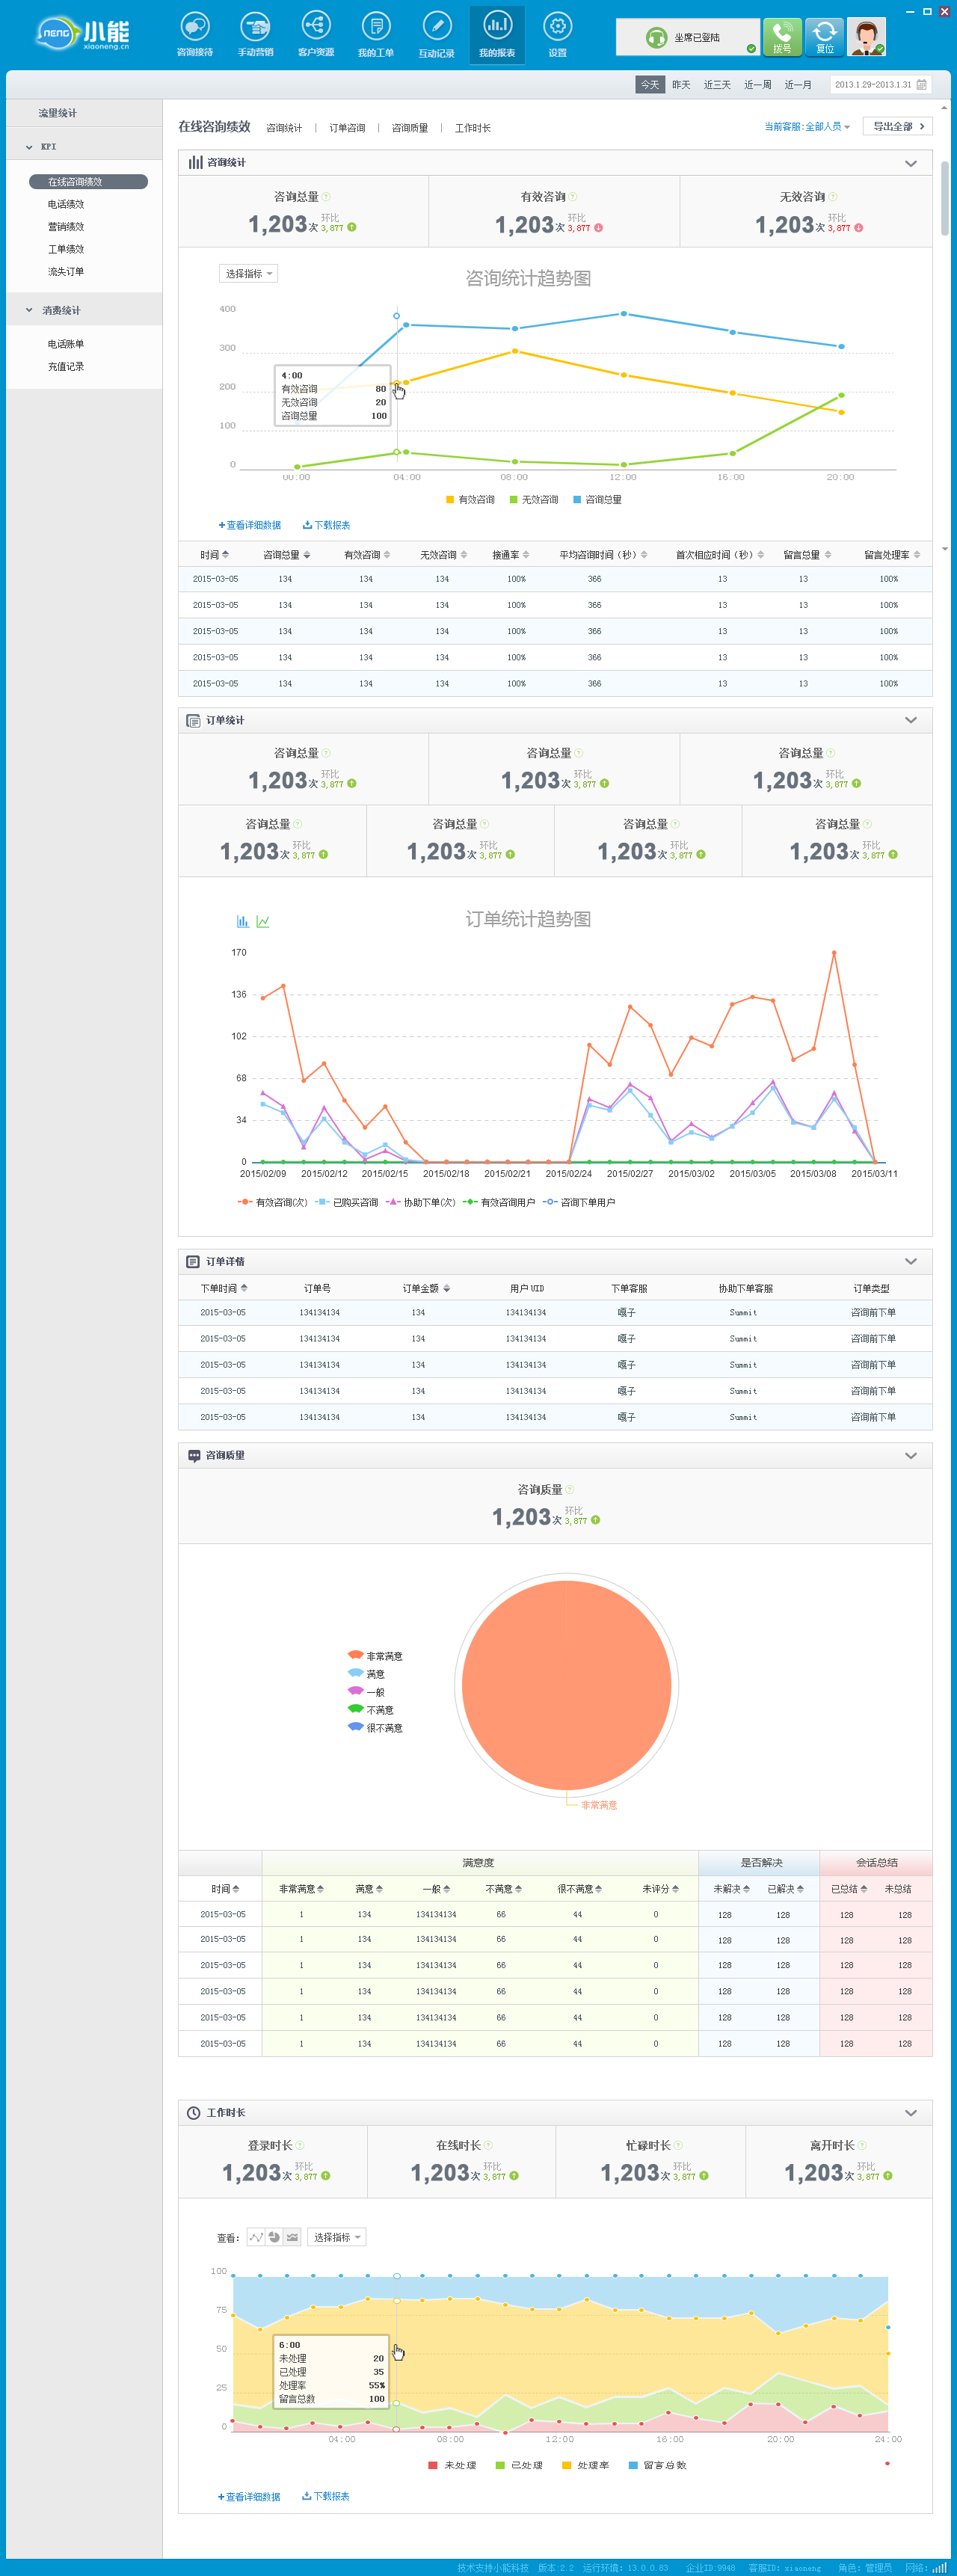 NENG 小能
xiaoneng.cn
咨询接待 手动营销 客户资源 我的工单 互动记录 我的报表 设置
坐席已登陆 拨号 复位
今天 昨天 近三天 近一周 近一月 2013.1.29-2013.1.31
流量统计
KPI
在线咨询绩效
电话绩效
营销绩效
工单绩效
流失订单
消费统计
电话账单
充值记录
在线咨询绩效 咨询统计 | 订单咨询 | 咨询质量 | 工作时长 当前客服:全部人员 导出全部
咨询统计
咨询总量 ? 有效咨询 ? 无效咨询 ?
1,203次 环比 3,877 1,203次 环比 3,877 1,203次 环比 3,877
选择指标 咨询统计趋势图
400
300
200
100
0
4:00
有效咨询 80
无效咨询 20
咨询总量 100
00:00 04:00 08:00 12:00 16:00 20:00
有效咨询 无效咨询 咨询总量
+查看详细数据 下载报表
时间 咨询总量 有效咨询 无效咨询 接通率 平均咨询时间（秒） 首次相应时间（秒） 留言总量 留言处理率
2015-03-05 134 134 134 100% 366 13 13 100%
2015-03-05 134 134 134 100% 366 13 13 100%
2015-03-05 134 134 134 100% 366 13 13 100%
2015-03-05 134 134 134 100% 366 13 13 100%
2015-03-05 134 134 134 100% 366 13 13 100%
订单统计
咨询总量 ? 咨询总量 ? 咨询总量 ?
1,203次 环比 3,877 1,203次 环比 3,877 1,203次 环比 3,877
咨询总量 ? 咨询总量 ? 咨询总量 ? 咨询总量 ?
1,203次 环比 3,877 1,203次 环比 3,877 1,203次 环比 3,877 1,203次 环比 3,877
订单统计趋势图
170
136
102
68
34
0
2015/02/09 2015/02/12 2015/02/15 2015/02/18 2015/02/21 2015/02/24 2015/02/27 2015/03/02 2015/03/05 2015/03/08 2015/03/11
有效咨询(次) 已购买咨询 协助下单(次) 有效咨询用户 咨询下单用户
订单详情
下单时间 订单号 订单金额 用户UID 下单客服 协助下单客服 订单类型
2015-03-05 134134134 134 134134134 嘎子 Summit 咨询前下单
2015-03-05 134134134 134 134134134 嘎子 Summit 咨询前下单
2015-03-05 134134134 134 134134134 嘎子 Summit 咨询前下单
2015-03-05 134134134 134 134134134 嘎子 Summit 咨询前下单
2015-03-05 134134134 134 134134134 嘎子 Summit 咨询前下单
咨询质量
咨询质量 ?
1,203次 环比 3,877
非常满意
满意
一般
不满意
很不满意
非常满意
满意度 是否解决 会话总结
时间 非常满意 满意 一般 不满意 很不满意 未评分 未解决 已解决 已总结 未总结
2015-03-05 1 134 134134134 66 44 0 128 128 128 128
2015-03-05 1 134 134134134 66 44 0 128 128 128 128
2015-03-05 1 134 134134134 66 44 0 128 128 128 128
2015-03-05 1 134 134134134 66 44 0 128 128 128 128
2015-03-05 1 134 134134134 66 44 0 128 128 128 128
2015-03-05 1 134 134134134 66 44 0 128 128 128 128
工作时长
登录时长 ? 在线时长 ? 忙碌时长 ? 离开时长 ?
1,203次 环比 3,877 1,203次 环比 3,877 1,203次 环比 3,877 1,203次 环比 3,877
查看: 选择指标
100
75
50
25
0
6:00
未处理 20
已处理 35
处理率 55%
留言总数 100
04:00 08:00 12:00 16:00 20:00 24:00
未处理 已处理 处理率 留言总数
+查看详细数据 下载报表
技术支持小能科技 版本:2.2 运行环境: 13.0.0.83 企业ID:9948 客服ID: xiaoneng 角色: 管理员 网络: